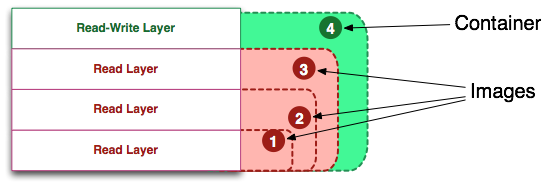 Read-Write Layer
4
Container
Read Layer
3
Images
Read Layer
2
Read Layer
1